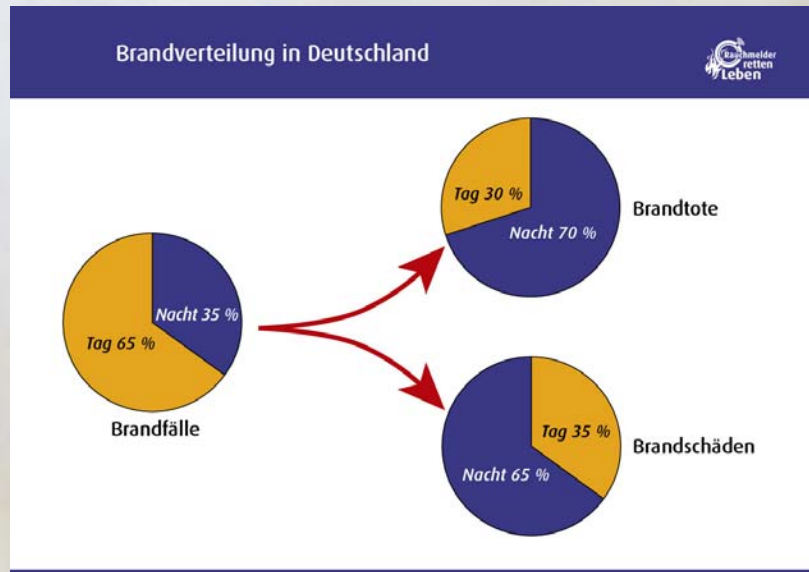 Brandverteilung in Deutschland
Rauchmelder
retten
Leben
Tag 30 %
Nacht 70 %
Brandtote
Nacht 35 %
Tag 65 %
Brandfälle
Tag 35 %
Nacht 65 %
Brandschäden